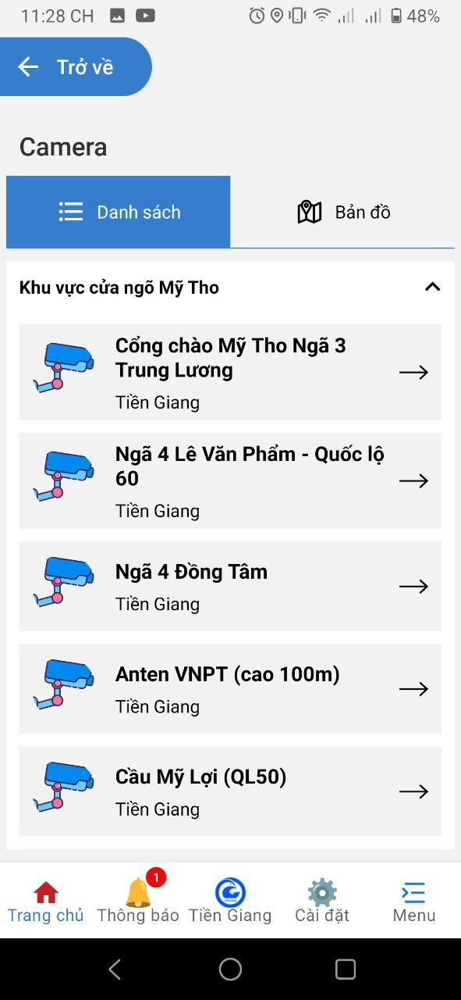 11:28 CH
48%
Trở về
Camera
Danh sách
Bản đồ
Khu vực cửa ngõ Mỹ Tho
Cổng chào Mỹ Tho Ngã 3
Trung Lương
Tiền Giang
Ngã 4 Lê Văn Phẩm - Quốc lộ
60
Tiền Giang
Ngã 4 Đồng Tâm
Tiền Giang
Anten VNPT (cao 100m)
Tiền Giang
Cầu Mỹ Lợi (QL50)
Tiền Giang
1
Trang chủ
Thông báo
Tiền Giang
Cài đặt
Menu